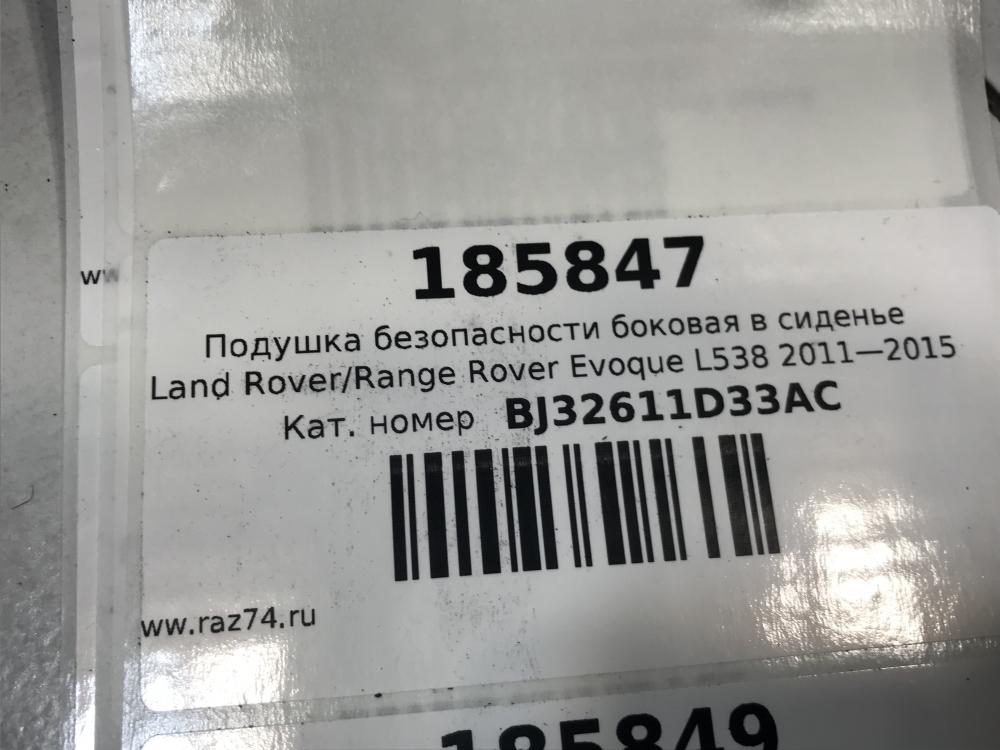 185847
Подушка безопасности боковая в сиденье
Land Rover/Range Rover Evoque L538 2011—2015
Кат. номер BJ32611D33AC
ww.raz74.ru
ww
185849